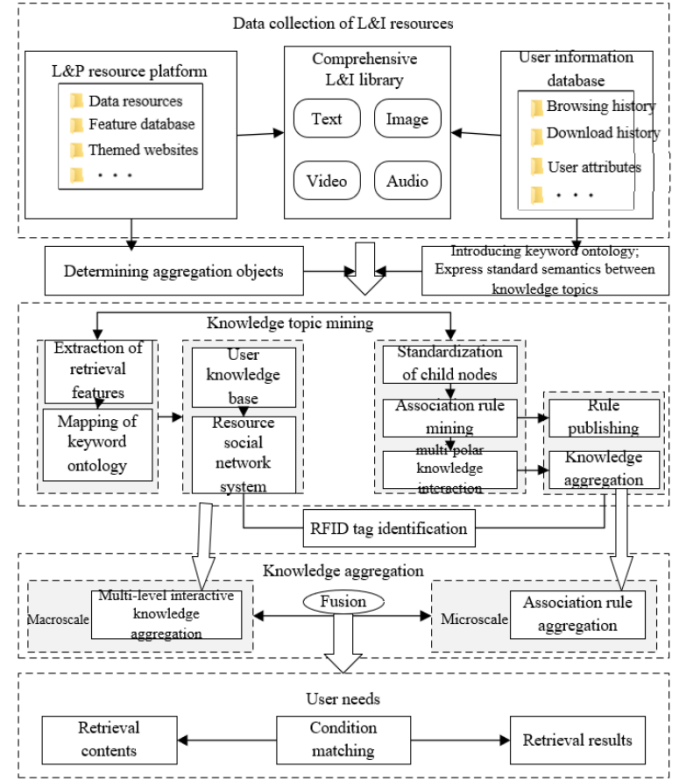 Data collection of L&I resources
L&P resource platform
Data resources
Feature database
Themed websites
• • •
Comprehensive
L&I library
Text
Image
Video
Audio
User information
database
Browsing history
Download history
User attributes
• • •
Determining aggregation objects
Introducing keyword ontology;
Express standard semantics between
knowledge topics
Knowledge topic mining
Extraction of
retrieval
features
Mapping of
keyword
ontology
User
knowledge
base
Resource
social
network
system
Standardization
of child nodes
Association rule
mining
multi-polar
knowledge
interaction
Rule
publishing
Knowledge
aggregation
RFID tag identification
Knowledge aggregation
Macroscale
Multi-level interactive
knowledge
aggregation
Fusion
Microscale
Association rule
aggregation
User needs
Retrieval
contents
Condition
matching
Retrieval results